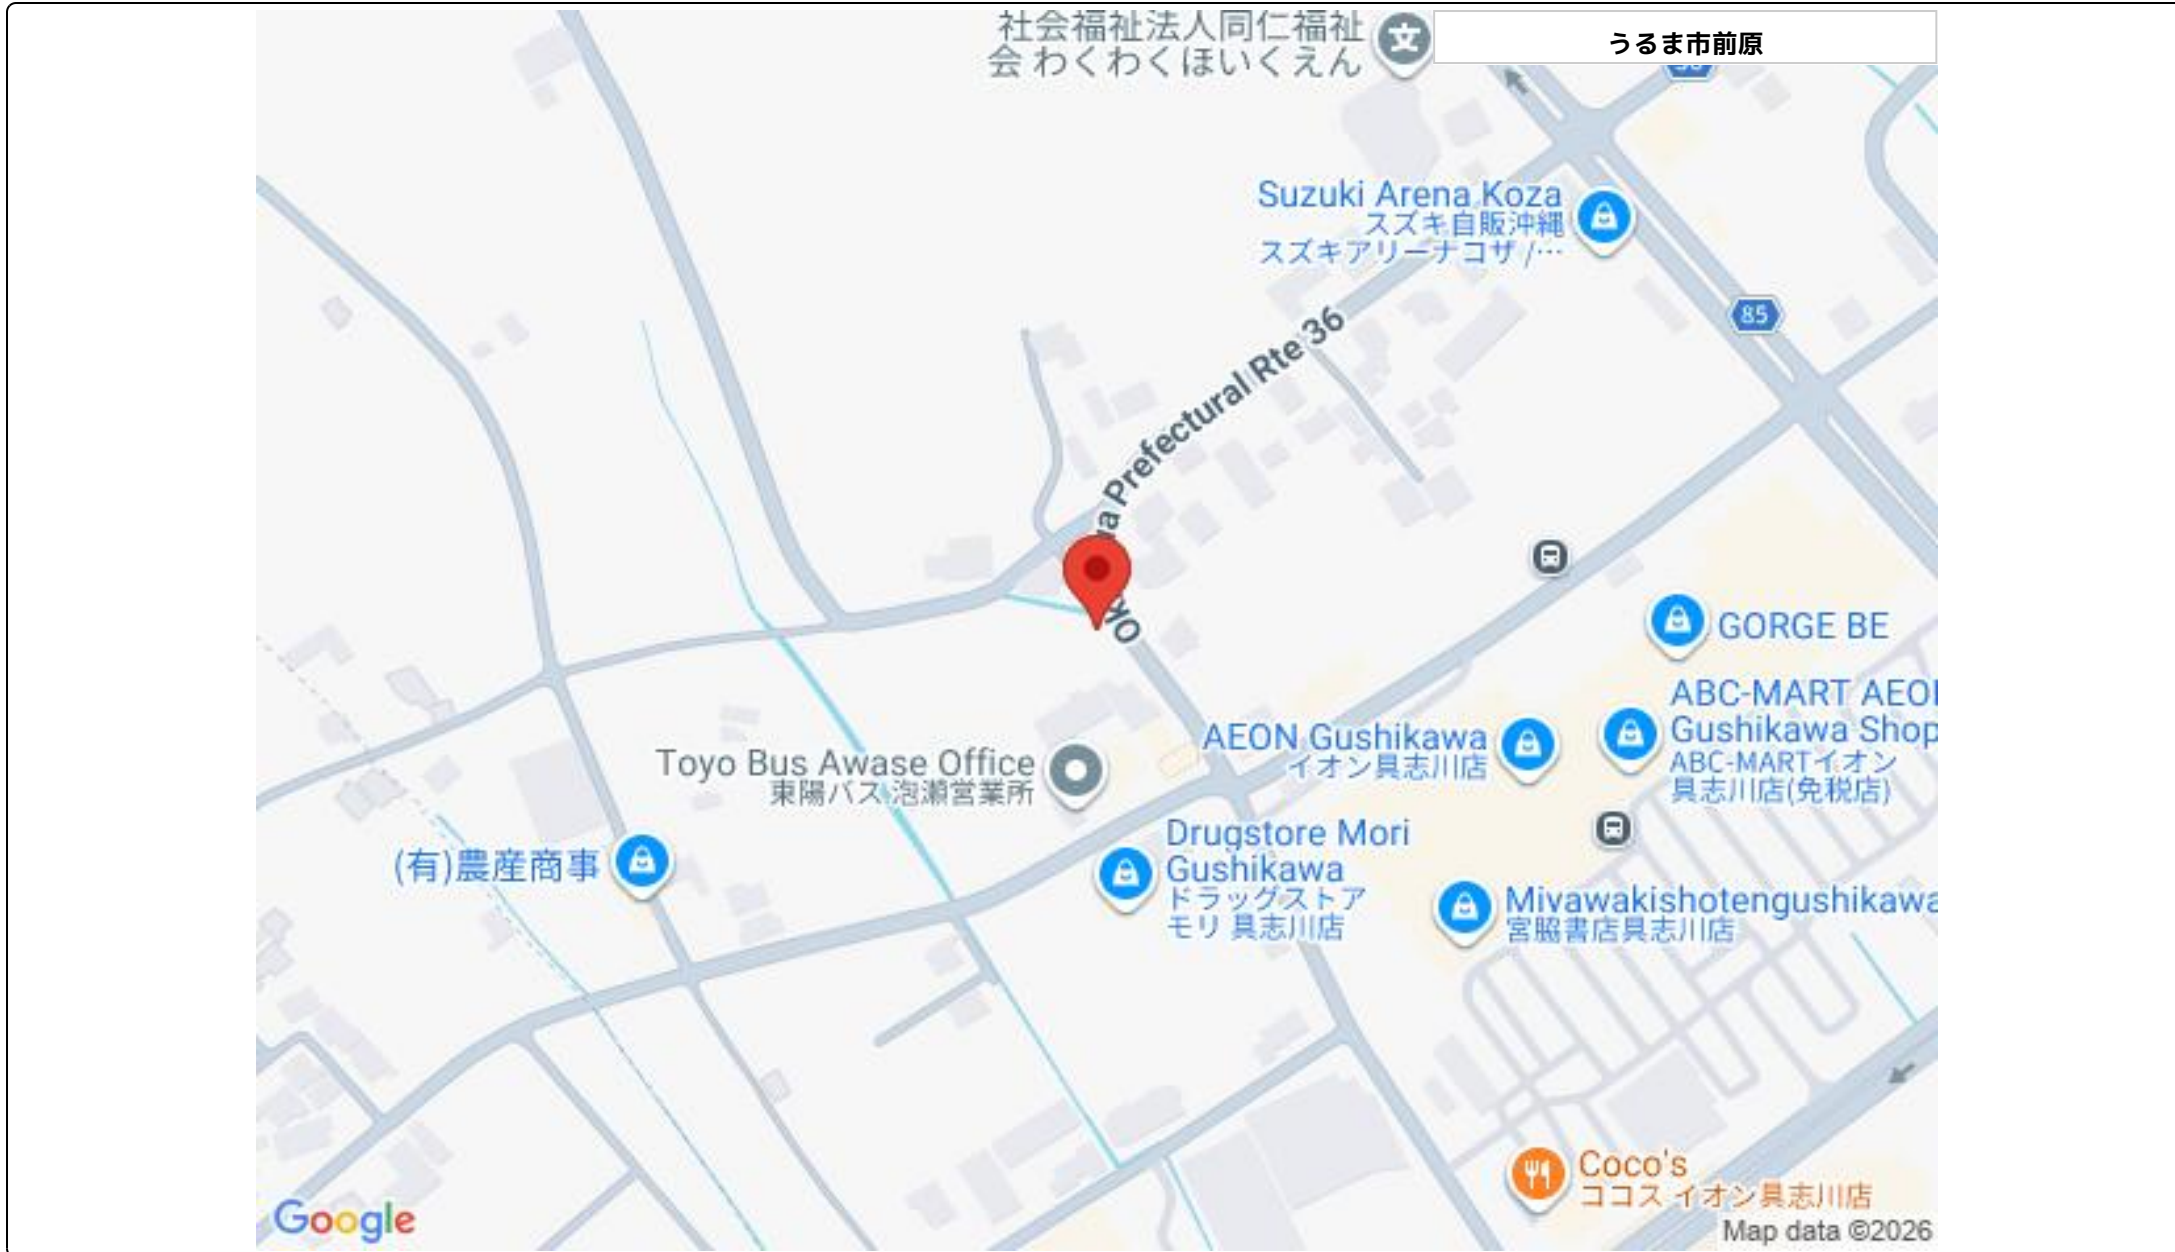 社会福祉法人同仁福祉
会 わくわくほいくえん
うるま市前原
Suzuki Arena Koza
スズキ自販沖縄
スズキアリーナコザ /…
85
Prefectural Rte 36
GORGE BE
ABC-MART AEO
Gushikawa Shop
ABC-MARTイオン
具志川店(免税店)
AEON Gushikawa
イオン具志川店
Toyo Bus Awase Office
東陽バス 泡瀬営業所
(有)農産商事
Drugstore Mori
Gushikawa
ドラッグストア
モリ 具志川店
Miyawakishotengushikawa
宮脇書店具志川店
Coco's
ココス イオン具志川店
Google
Map data ©2026